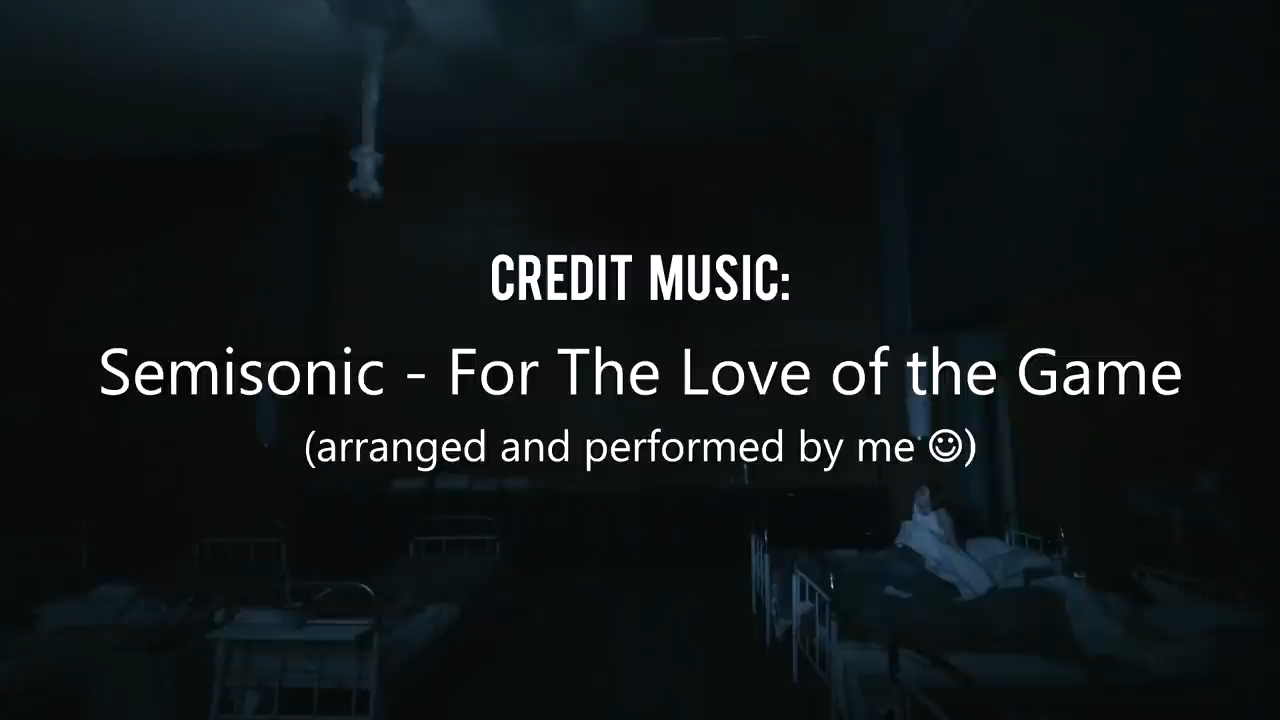 CREDIT MUSIC:
Semisonic - For The Love of the Game
(arranged and performed by me ☻)